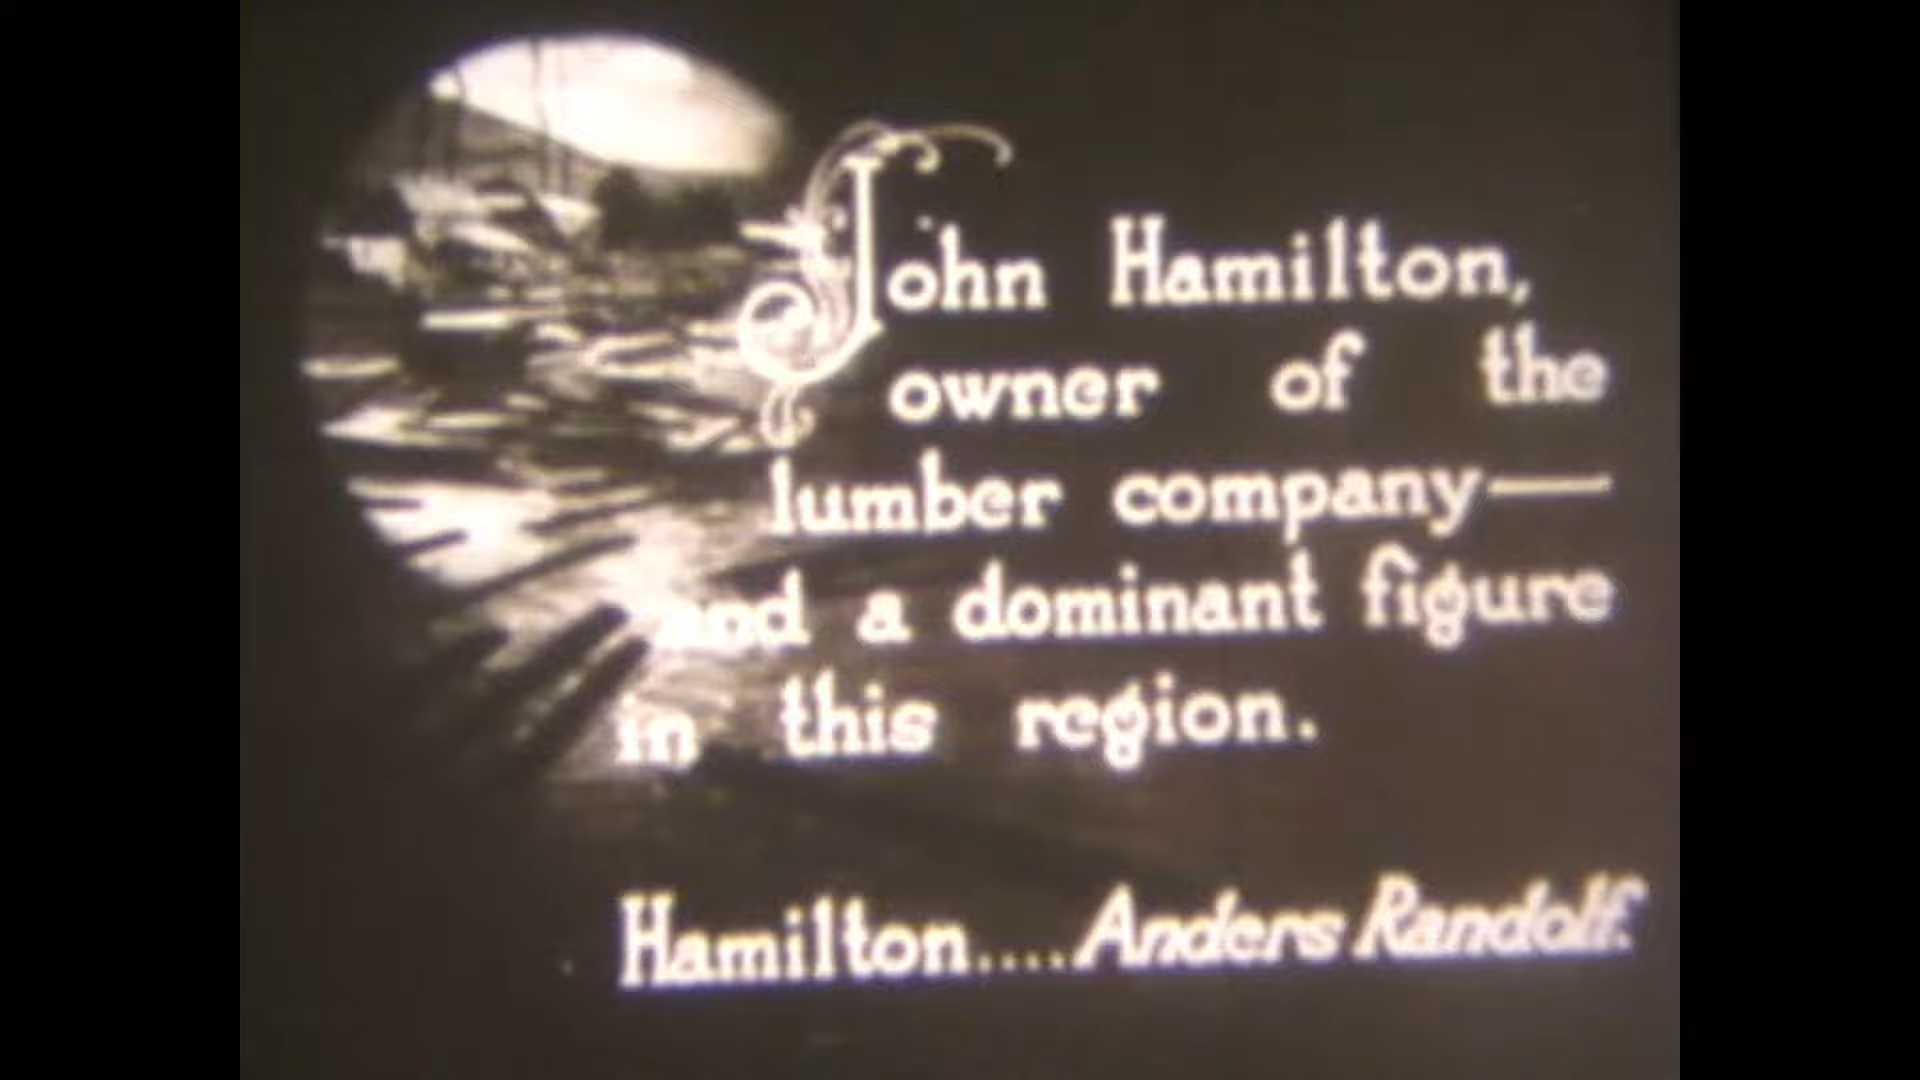 John Hamilton,
owner of the
lumber company—
and a dominant figure
in this region.
Hamilton....Anders Randolf.